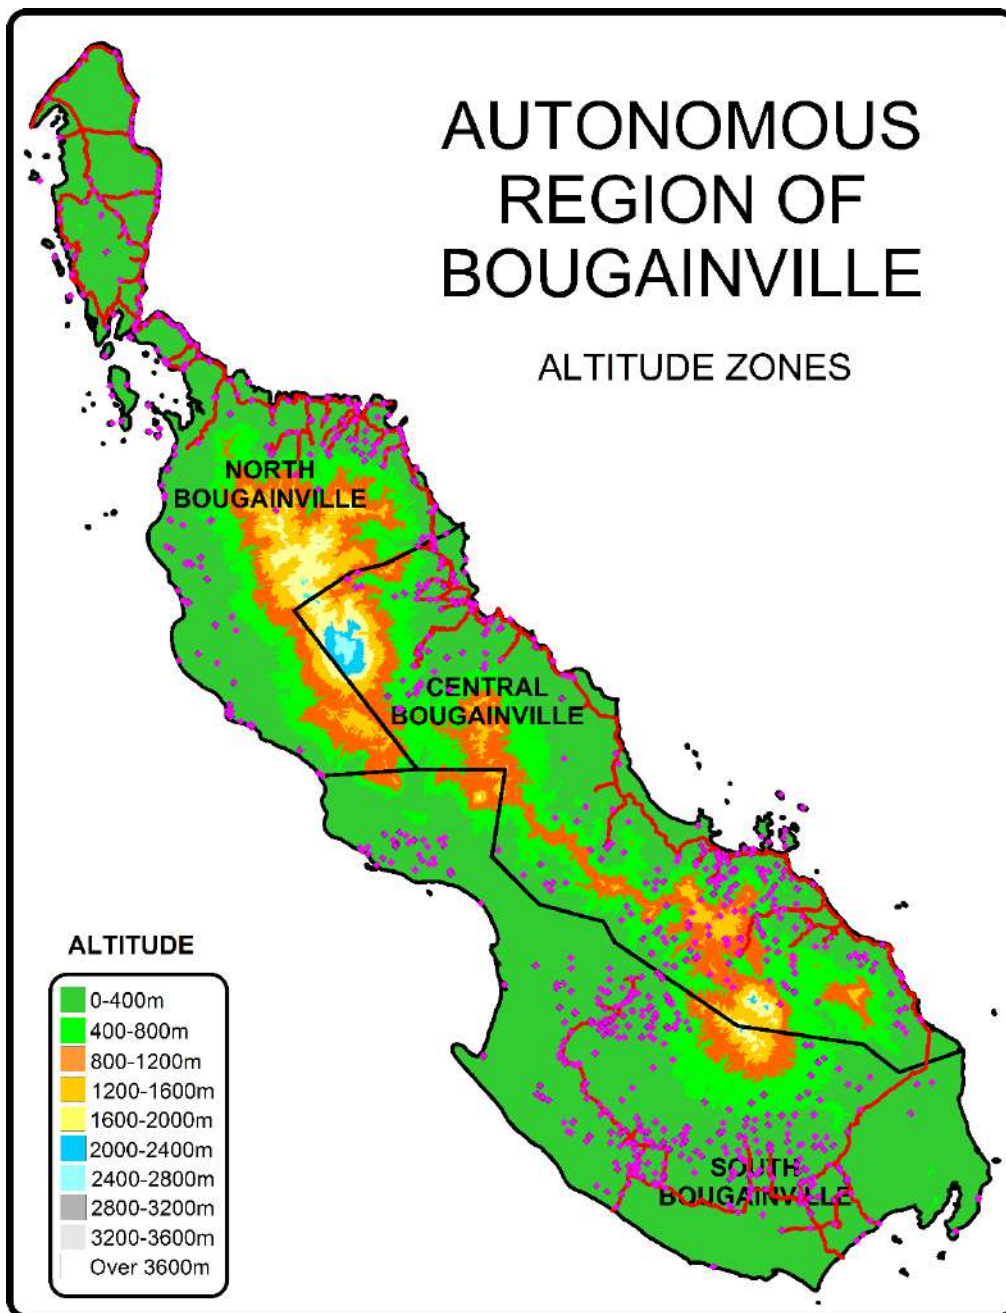 AUTONOMOUS
REGION OF
BOUGAINVILLE
ALTITUDE ZONES
NORTH
BOUGAINVILLE
CENTRAL
BOUGAINVILLE
SOUTH
BOUGAINVILLE
ALTITUDE
0-400m
400-800m
800-1200m
1200-1600m
1600-2000m
2000-2400m
2400-2800m
2800-3200m
3200-3600m
Over 3600m